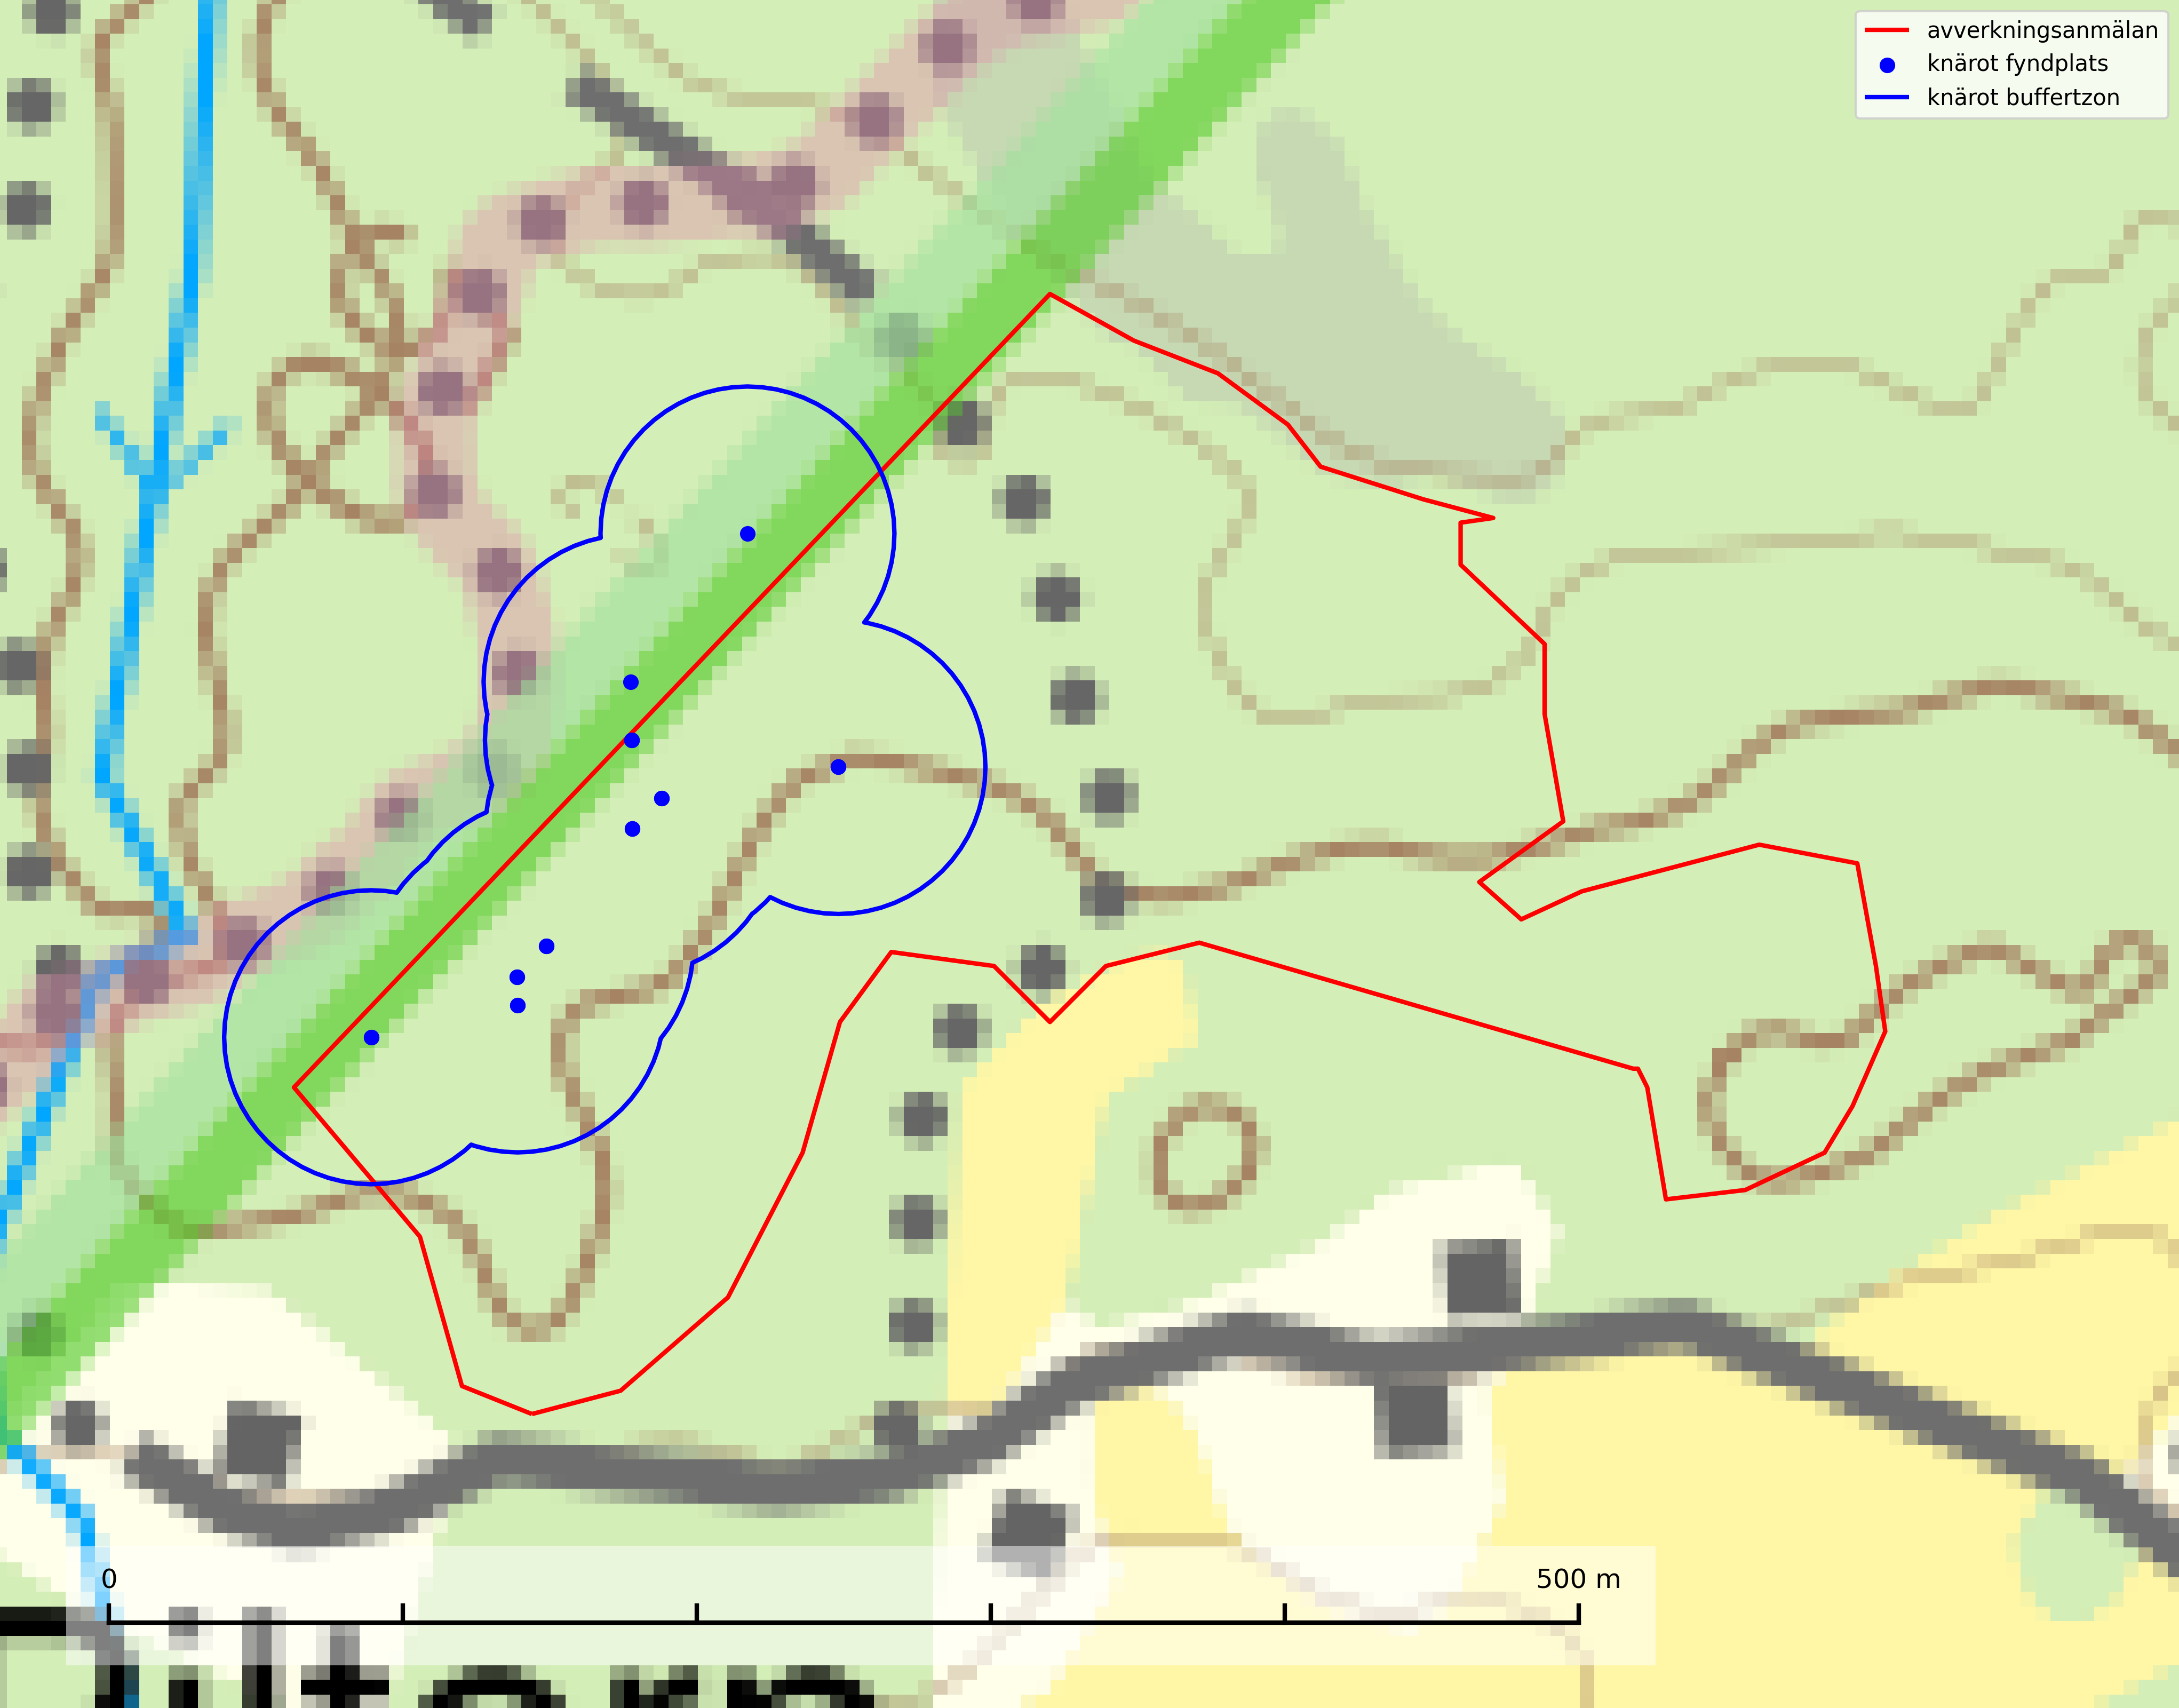 avverkningsanmälan
knärot fyndplats
knärot buffertzon
0 500 m